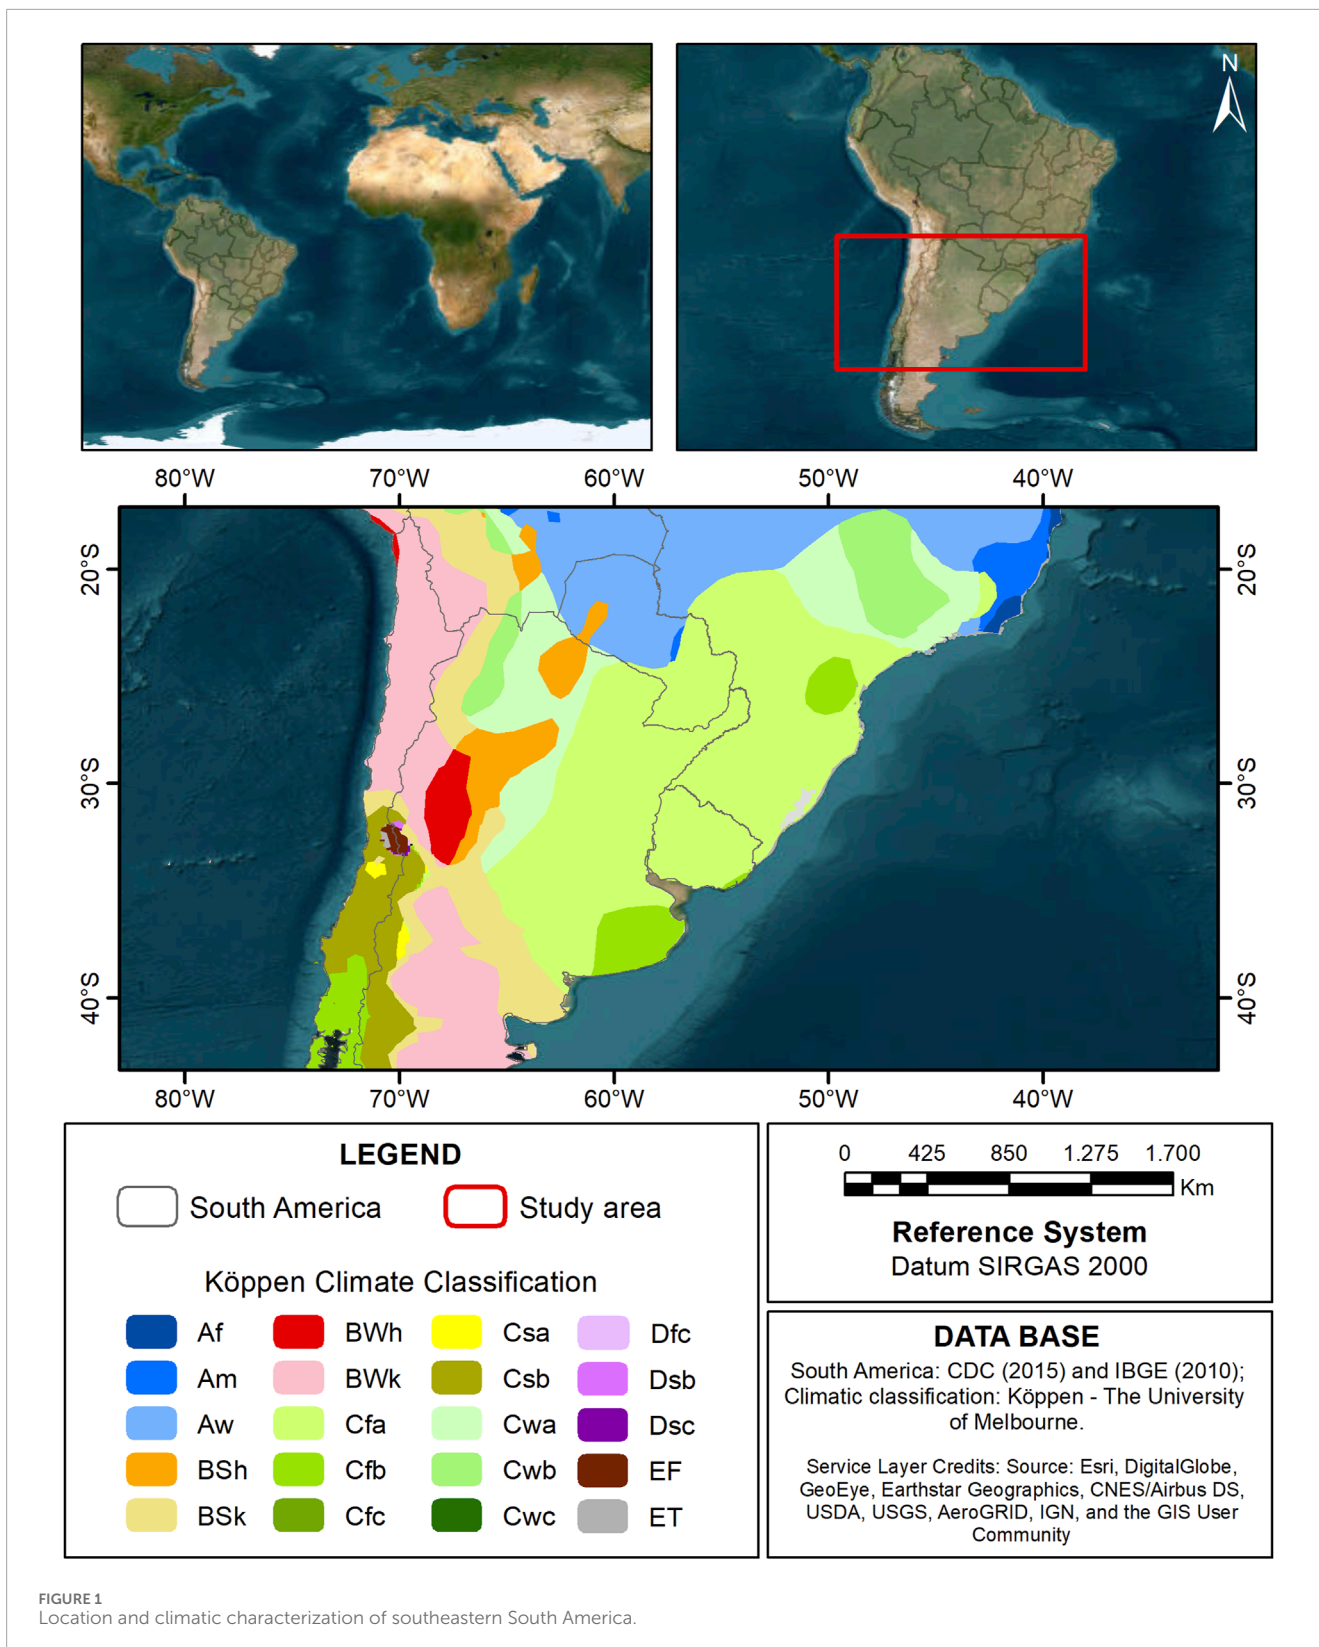 N
80°W 70°W 60°W 50°W 40°W
20°S 20°S
30°S 30°S
40°S 40°S
80°W 70°W 60°W 50°W 40°W
LEGEND
South America Study area
Köppen Climate Classification
Af BWh Csa Dfc
Am BWk Csb Dsb
Aw Cfa Cwa Dsc
BSh Cfb Cwb EF
BSk Cfc Cwc ET
0 425 850 1.275 1.700
Km
Reference System
Datum SIRGAS 2000
DATA BASE
South America: CDC (2015) and IBGE (2010);
Climatic classification: Köppen - The University
of Melbourne.
Service Layer Credits: Source: Esri, DigitalGlobe,
GeoEye, Earthstar Geographics, CNES/Airbus DS,
USDA, USGS, AeroGRID, IGN, and the GIS User
Community
FIGURE 1
Location and climatic characterization of southeastern South America.